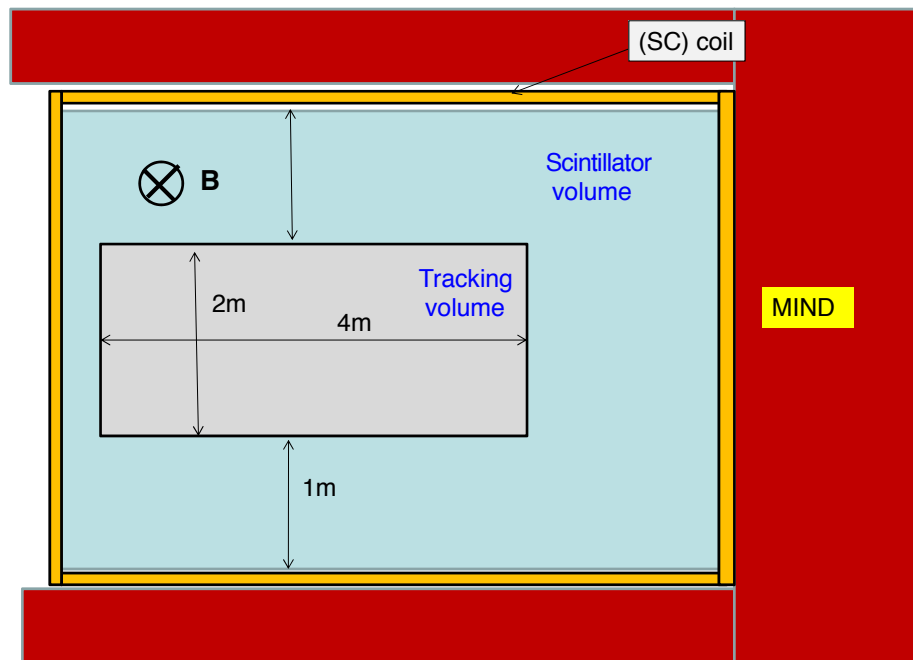 (SC) coil
B
Scintillator
volume
Tracking
volume
2m
4m
MIND
1m